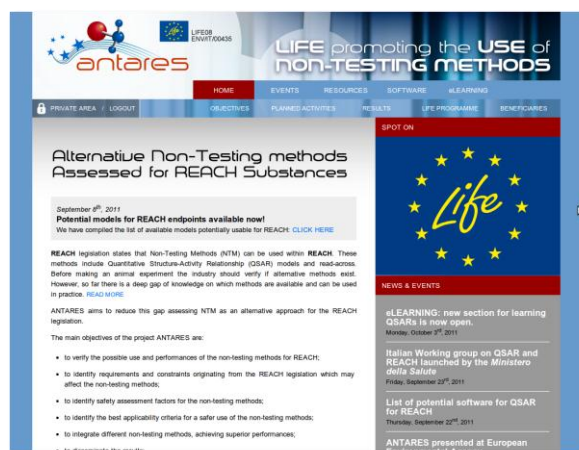 antares
LIFE08
ENV/IT/00435
LIFE promoting the USE of
NON-TESTING METHODS
HOME EVENTS RESOURCES SOFTWARE eLEARNING
PRIVATE AREA / LOGOUT OBJECTIVES PLANNED ACTIVITIES RESULTS LIFE PROGRAMME BENEFICIARIES
Alternative Non-Testing methods
Assessed for REACH Substances
September 8th, 2011
Potential models for REACH endpoints available now!
We have compiled the list of available models potentially usable for REACH: CLICK HERE
REACH legislation states that Non-Testing Methods (NTM) can be used within REACH. These
methods include Quantitative Structure-Activity Relationship (QSAR) models and read-across.
Before making an animal experiment the industry should verify if alternative methods exist.
However, so far there is a deep gap of knowledge on which methods are available and can be used
in practice. READ MORE
ANTARES aims to reduce this gap assessing NTM as an alternative approach for the REACH
legislation.
The main objectives of the project ANTARES are:
• to verify the possible use and performances of the non-testing methods for REACH;
• to identify requirements and constraints originating from the REACH legislation which may
affect the non-testing methods;
• to identify safety assessment factors for the non-testing methods;
• to identify the best applicability criteria for a safer use of the non-testing methods;
• to integrate different non-testing methods, achieving superior performances;
SPOT ON
Life
NEWS & EVENTS
eLEARNING: new section for learning
QSARs is now open.
Monday, October 3rd, 2011
Italian Working group on QSAR and
REACH launched by the Ministero
della Salute
Friday, September 23rd, 2011
List of potential software for QSAR
for REACH
Thursday, September 22nd, 2011
ANTARES presented at European